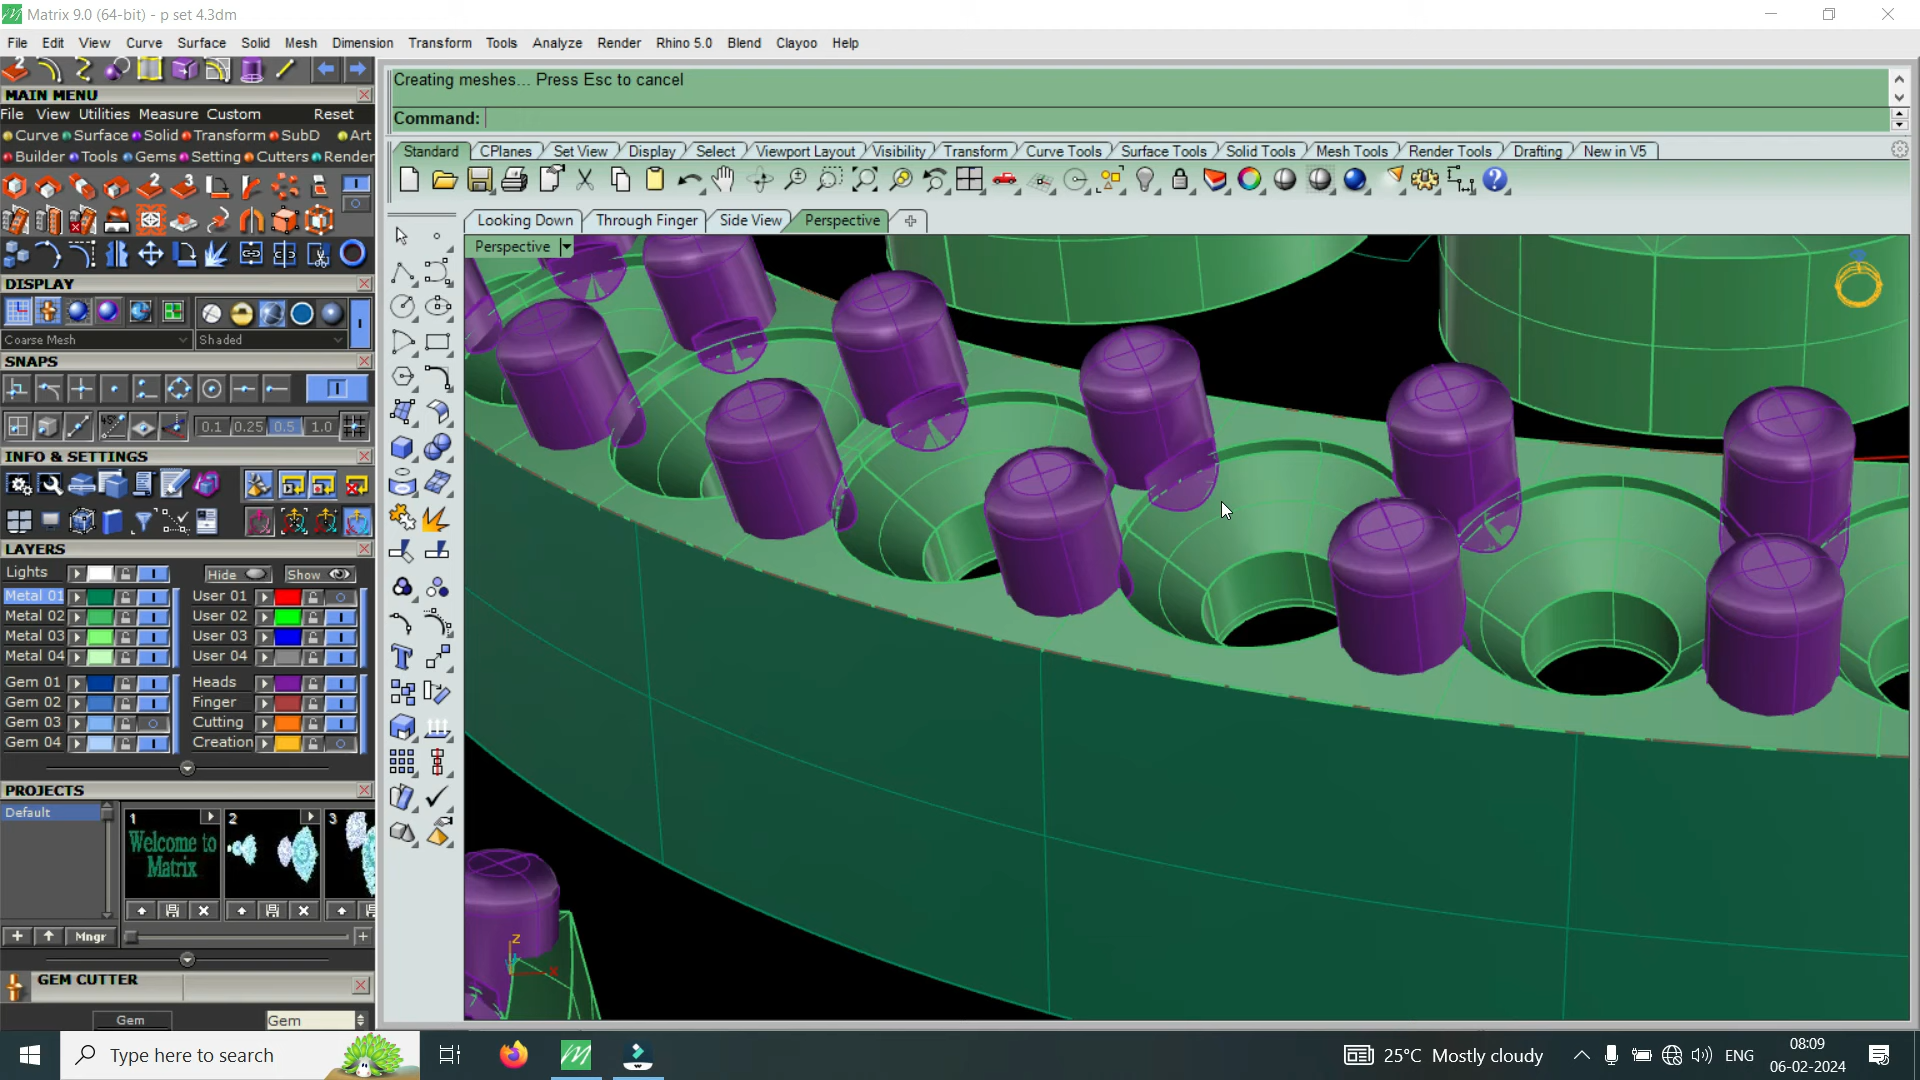 Matrix 9.0 (64-bit) - p set 4.3dm
File Edit View Curve Surface Solid Mesh Dimension Transform Tools Analyze Render Rhino 5.0 Blend Clayoo Help
Creating meshes... Press Esc to cancel
Command:
MAIN MENU
File View Utilities Measure Custom Reset
Curve Surface Solid Transform SubD Art
Builder Tools Gems Setting Cutters Render
Standard CPlanes Set View Display Select Viewport Layout Visibility Transform Curve Tools Surface Tools Solid Tools Mesh Tools Render Tools Drafting New in V5
Looking Down Through Finger Side View Perspective
Perspective
DISPLAY
Coarse Mesh Shaded
SNAPS
0.1 0.25 0.5 1.0
INFO & SETTINGS
LAYERS
Lights Hide Show
Metal 01 User 01
Metal 02 User 02
Metal 03 User 03
Metal 04 User 04
Gem 01 Heads
Gem 02 Finger
Gem 03 Cutting
Gem 04 Creation
PROJECTS
Default
1 2 3
Welcome to
Matrix
Mngr
GEM CUTTER
Gem Gem
z
x
Type here to search
25°C Mostly cloudy
ENG
08:09
06-02-2024